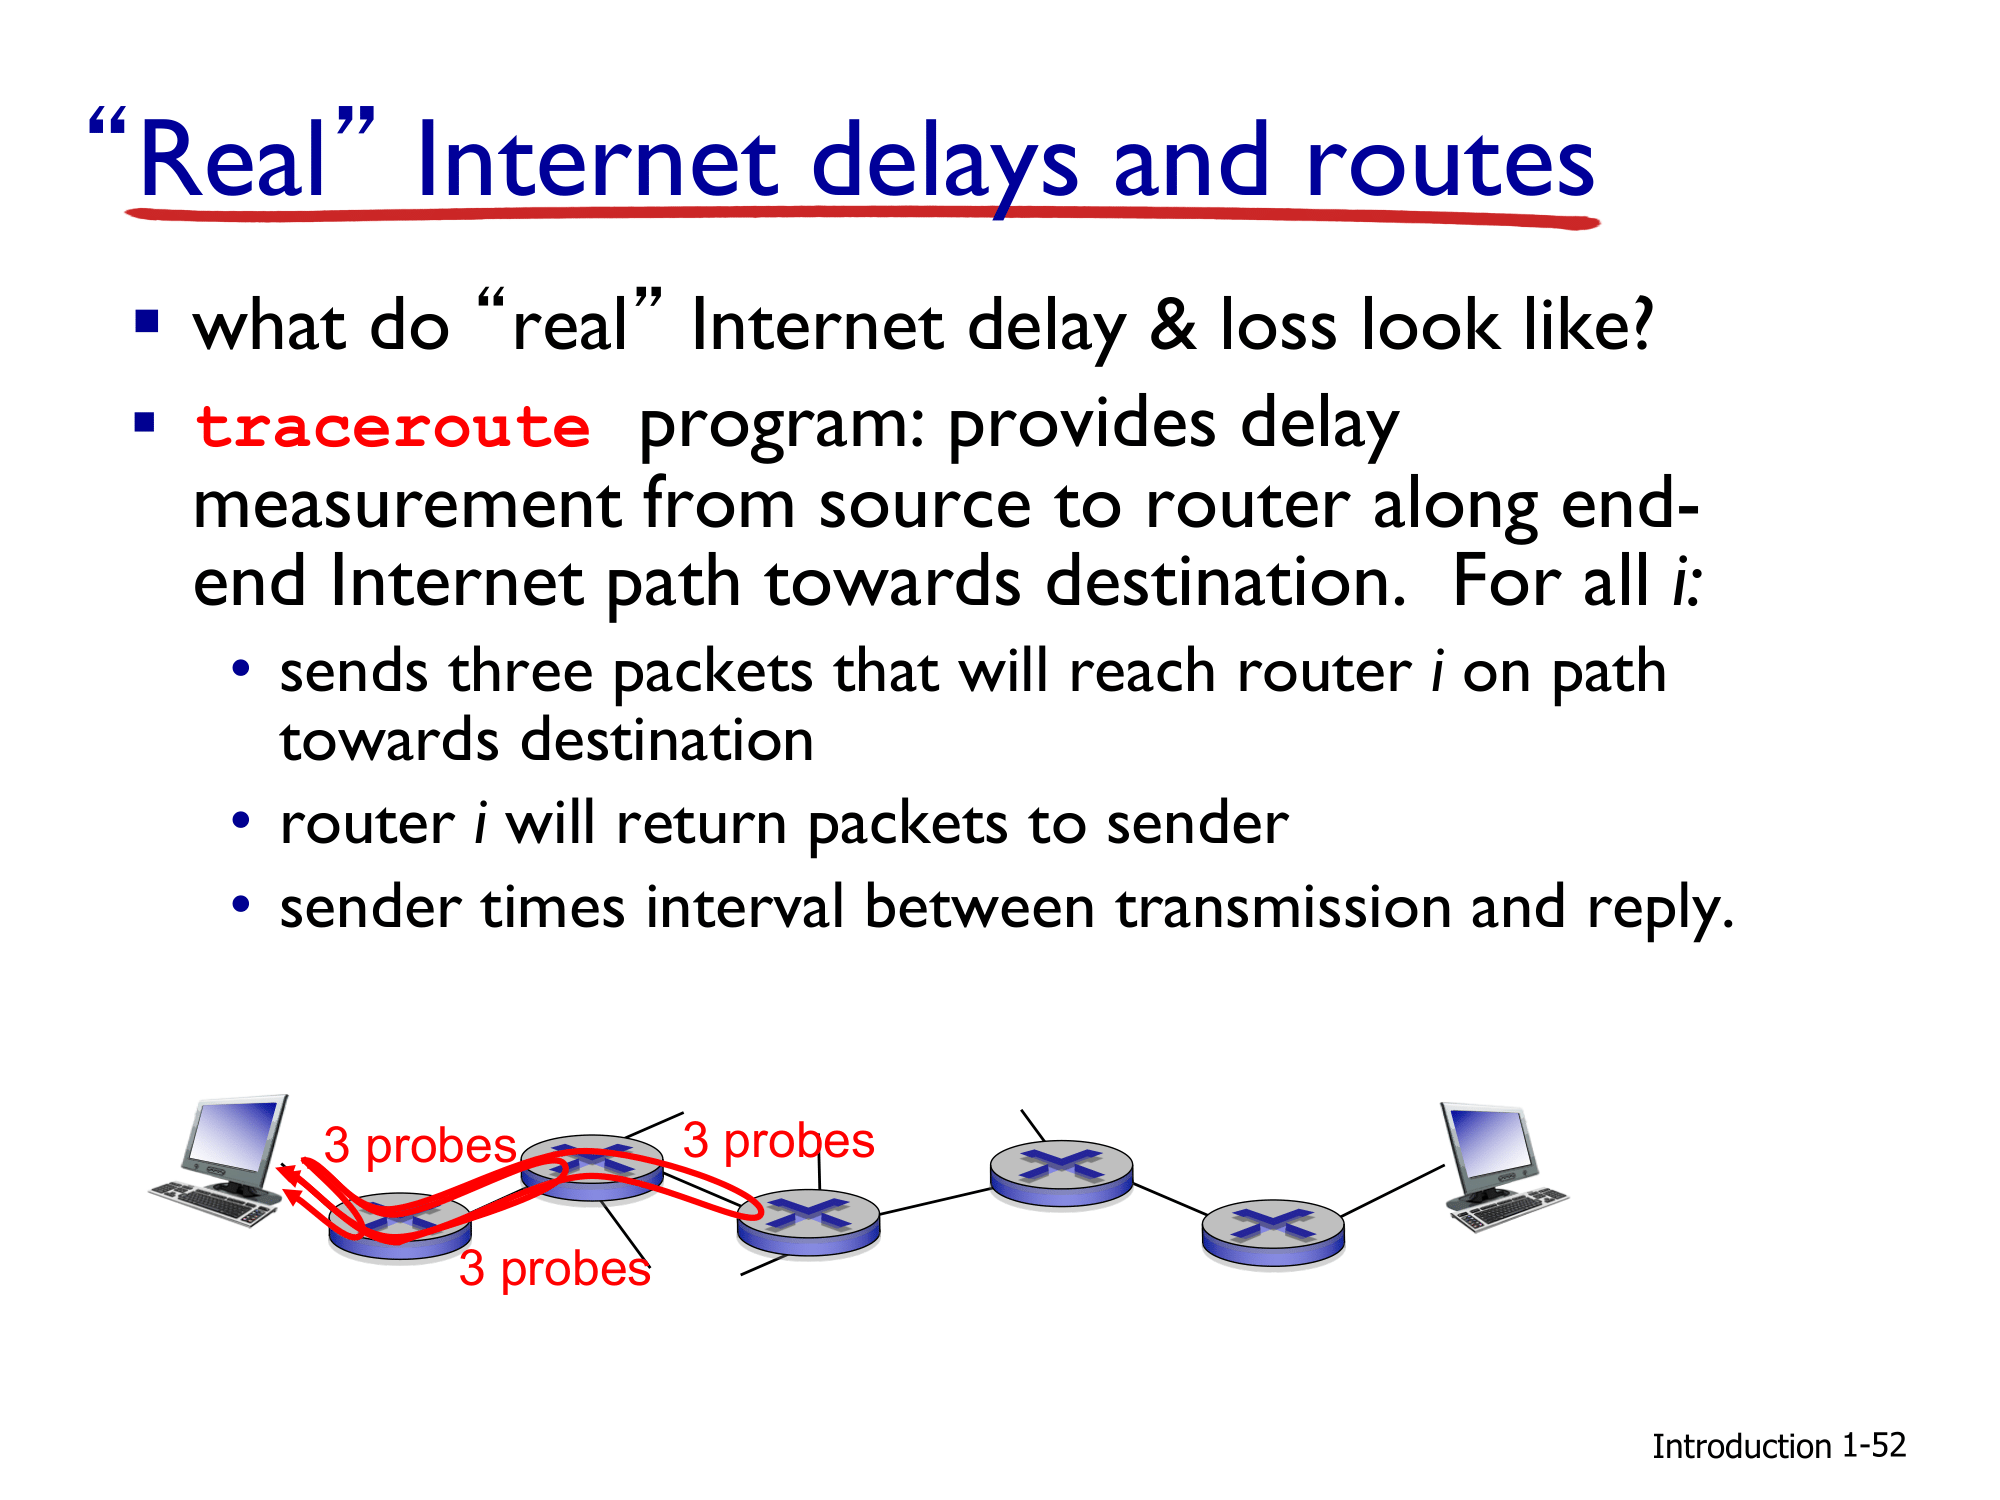 “Real” Internet delays and routes
▪ what do “real” Internet delay & loss look like?
▪ traceroute program: provides delay
measurement from source to router along end-
end Internet path towards destination. For all i:
• sends three packets that will reach router i on path
towards destination
• router i will return packets to sender
• sender times interval between transmission and reply.
3 probes
3 probes
3 probes
Introduction 1-52